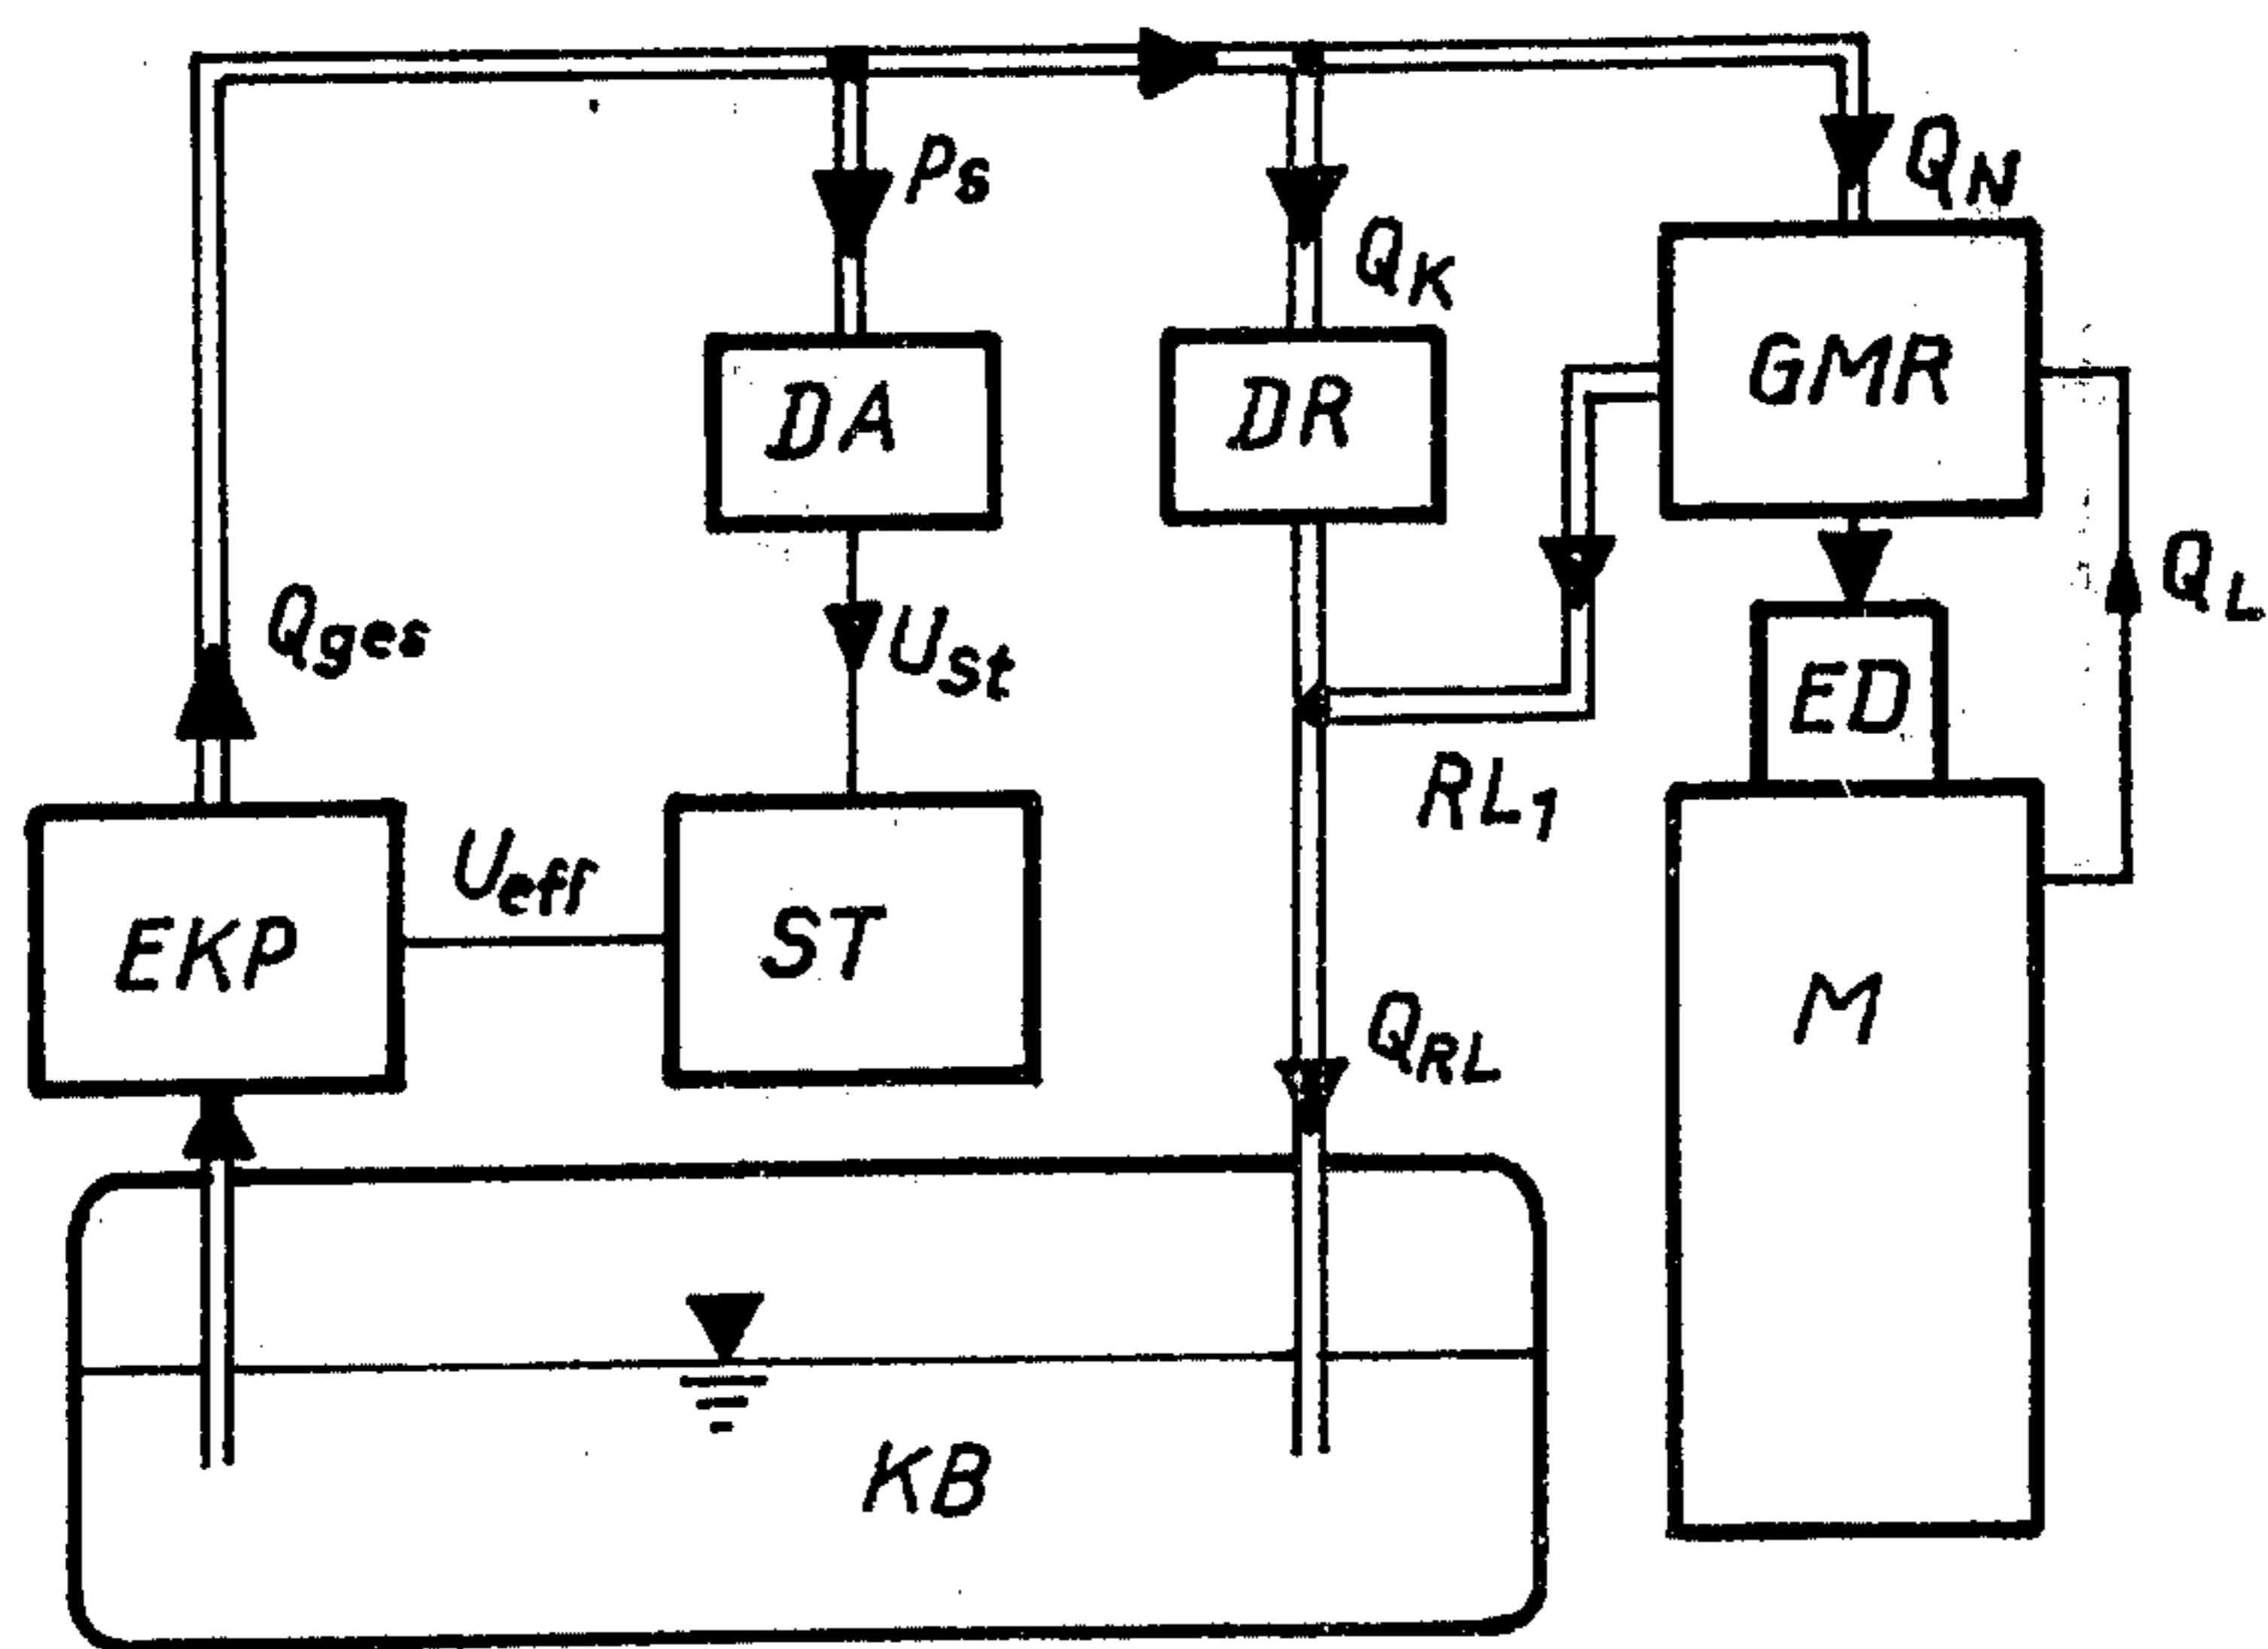 ps
QN
QK
DA
DR
GMR
Qges
USt
QL
ED
RL1
Ueff
EKP
ST
M
QRL
KB